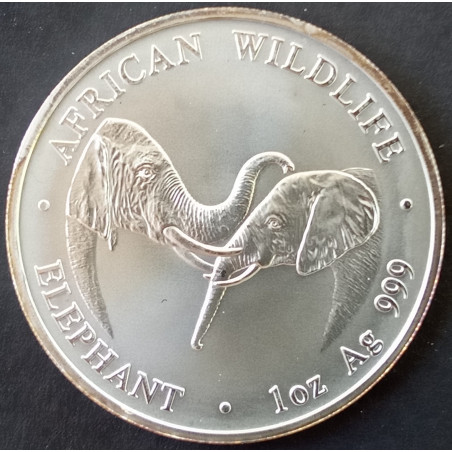 AFRICAN WILDLIFE
ELEPHANT · 1oz Ag 999